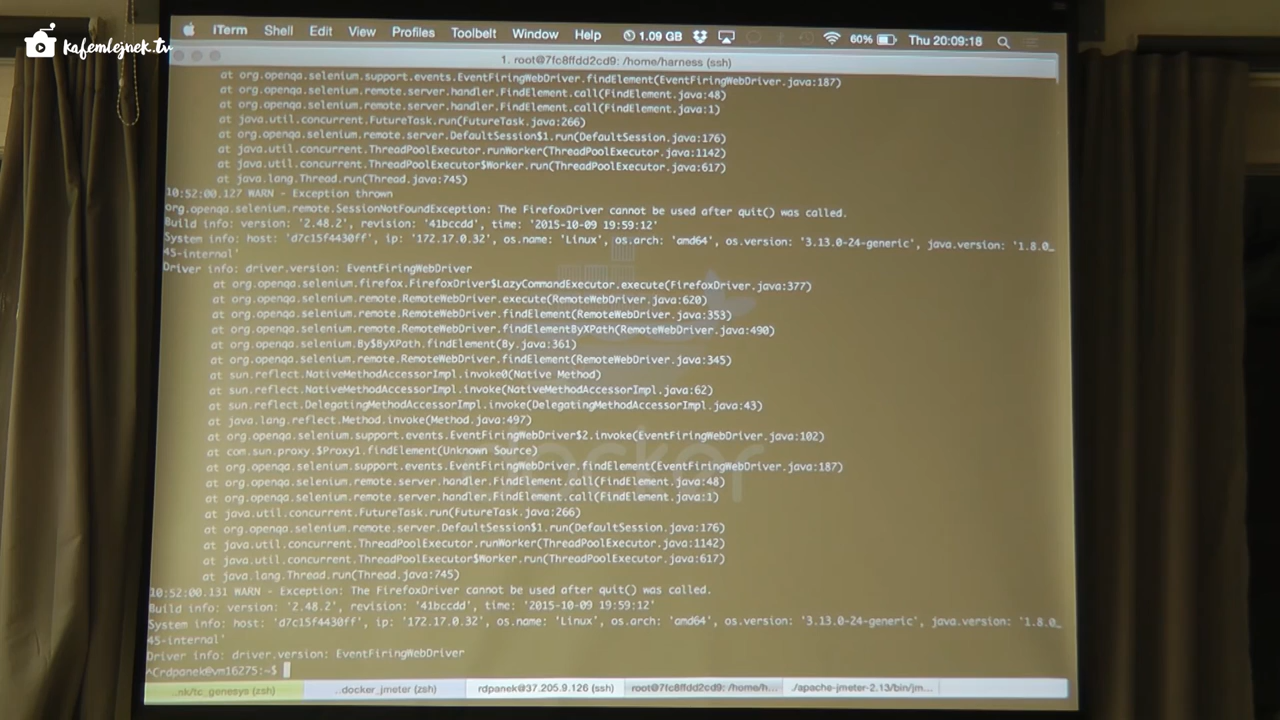 kafemlejnek.tv
iTerm Shell Edit View Profiles Toolbelt Window Help 1.09 GB 60% Thu 20:09:18
1. root@7fc8ffdd2cd9: /home/harness (ssh)
at org.openqa.selenium.support.events.EventFiringWebDriver.findElement(EventFiringWebDriver.java:187)
at org.openqa.selenium.remote.server.handler.FindElement.call(FindElement.java:48)
at org.openqa.selenium.remote.server.handler.FindElement.call(FindElement.java:1)
at java.util.concurrent.FutureTask.run(FutureTask.java:266)
at org.openqa.selenium.remote.server.DefaultSession$1.run(DefaultSession.java:176)
at java.util.concurrent.ThreadPoolExecutor.runWorker(ThreadPoolExecutor.java:1142)
at java.util.concurrent.ThreadPoolExecutor$Worker.run(ThreadPoolExecutor.java:617)
at java.lang.Thread.run(Thread.java:745)
10:52:00.127 WARN - Exception thrown
org.openqa.selenium.remote.SessionNotFoundException: The FirefoxDriver cannot be used after quit() was called.
Build info: version: '2.48.2', revision: '41bccdd', time: '2015-10-09 19:59:12'
System info: host: 'd7c15f4430ff', ip: '172.17.0.32', os.name: 'Linux', os.arch: 'amd64', os.version: '3.13.0-24-generic', java.version: '1.8.0_
45-internal'
Driver info: driver.version: EventFiringWebDriver
at org.openqa.selenium.firefox.FirefoxDriver$LazyCommandExecutor.execute(FirefoxDriver.java:377)
at org.openqa.selenium.remote.RemoteWebDriver.execute(RemoteWebDriver.java:620)
at org.openqa.selenium.remote.RemoteWebDriver.findElement(RemoteWebDriver.java:353)
at org.openqa.selenium.remote.RemoteWebDriver.findElementByXPath(RemoteWebDriver.java:490)
at org.openqa.selenium.By$ByXPath.findElement(By.java:361)
at org.openqa.selenium.remote.RemoteWebDriver.findElement(RemoteWebDriver.java:345)
at sun.reflect.NativeMethodAccessorImpl.invoke0(Native Method)
at sun.reflect.NativeMethodAccessorImpl.invoke(NativeMethodAccessorImpl.java:62)
at sun.reflect.DelegatingMethodAccessorImpl.invoke(DelegatingMethodAccessorImpl.java:43)
at java.lang.reflect.Method.invoke(Method.java:497)
at org.openqa.selenium.support.events.EventFiringWebDriver$2.invoke(EventFiringWebDriver.java:102)
at com.sun.proxy.$Proxy1.findElement(Unknown Source)
at org.openqa.selenium.support.events.EventFiringWebDriver.findElement(EventFiringWebDriver.java:187)
at org.openqa.selenium.remote.server.handler.FindElement.call(FindElement.java:48)
at org.openqa.selenium.remote.server.handler.FindElement.call(FindElement.java:1)
at java.util.concurrent.FutureTask.run(FutureTask.java:266)
at org.openqa.selenium.remote.server.DefaultSession$1.run(DefaultSession.java:176)
at java.util.concurrent.ThreadPoolExecutor.runWorker(ThreadPoolExecutor.java:1142)
at java.util.concurrent.ThreadPoolExecutor$Worker.run(ThreadPoolExecutor.java:617)
at java.lang.Thread.run(Thread.java:745)
10:52:00.131 WARN - Exception: The FirefoxDriver cannot be used after quit() was called.
Build info: version: '2.48.2', revision: '41bccdd', time: '2015-10-09 19:59:12'
System info: host: 'd7c15f4430ff', ip: '172.17.0.32', os.name: 'Linux', os.arch: 'amd64', os.version: '3.13.0-24-generic', java.version: '1.8.0_
45-internal'
Driver info: driver.version: EventFiringWebDriver
^Crdpanek@vm16275:~$
docker
...nk/tc_genesys (zsh) ..docker_jmeter (zsh) rdpanek@37.205.9.126 (ssh) root@7fc8ffdd2cd9: /home/h... ./apache-jmeter-2.13/bin/jm...